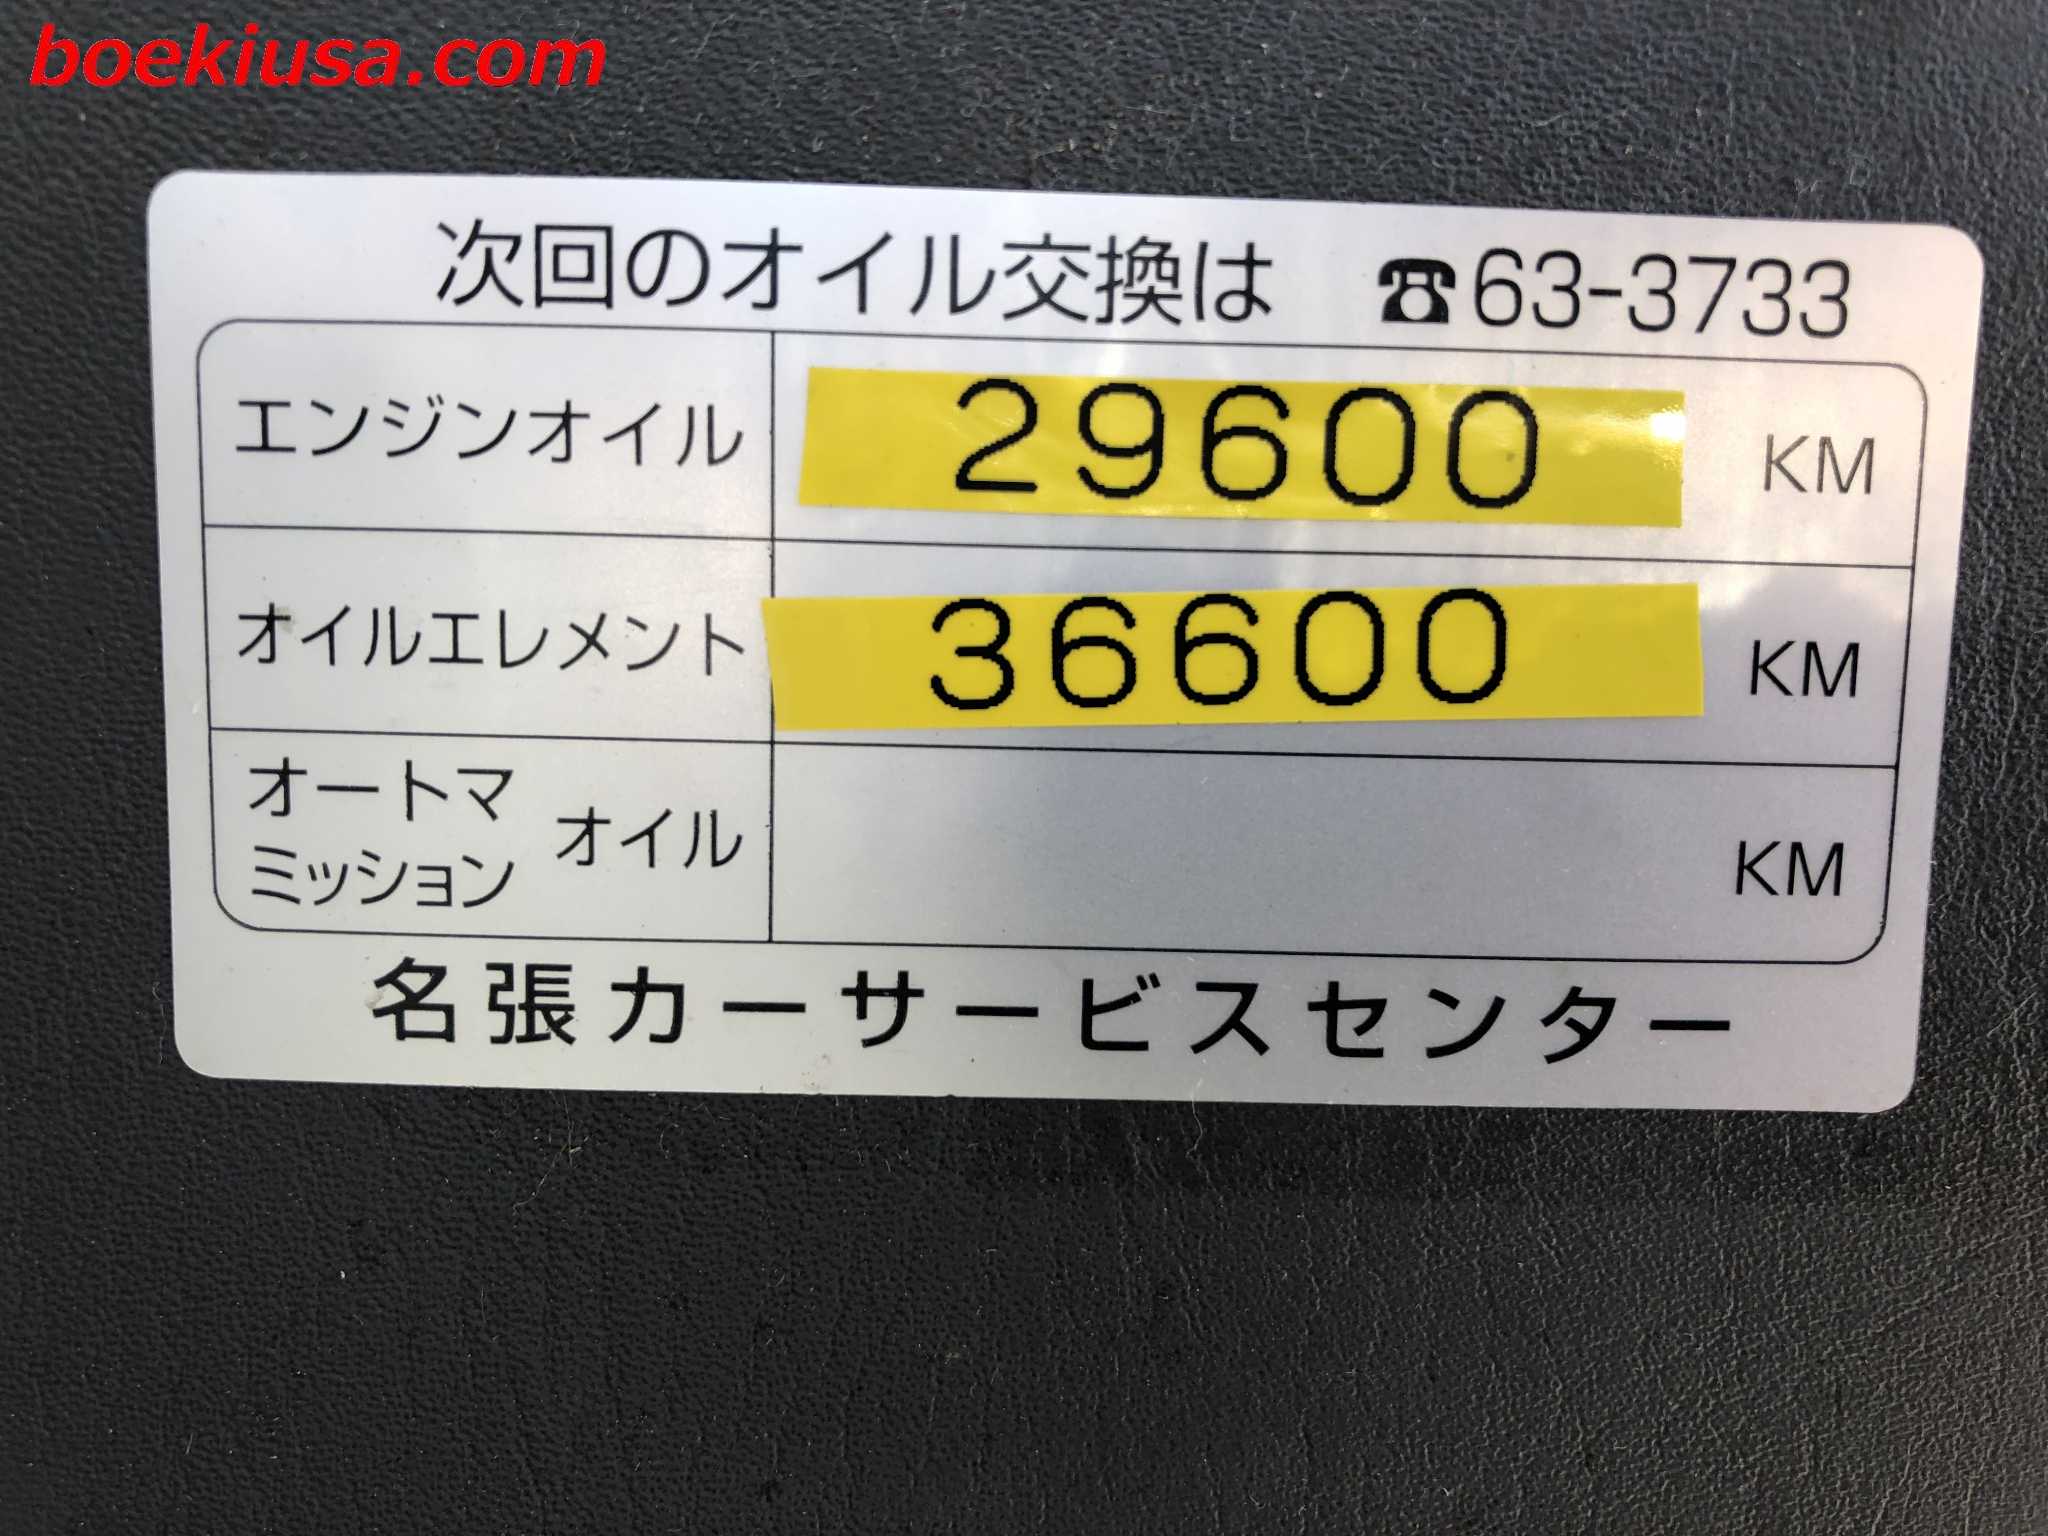 boekiusa.com
次回のオイル交換は ☎63-3733
エンジンオイル 29600 KM
オイルエレメント 36600 KM
オートマミッション オイル KM
名張カーサービスセンター